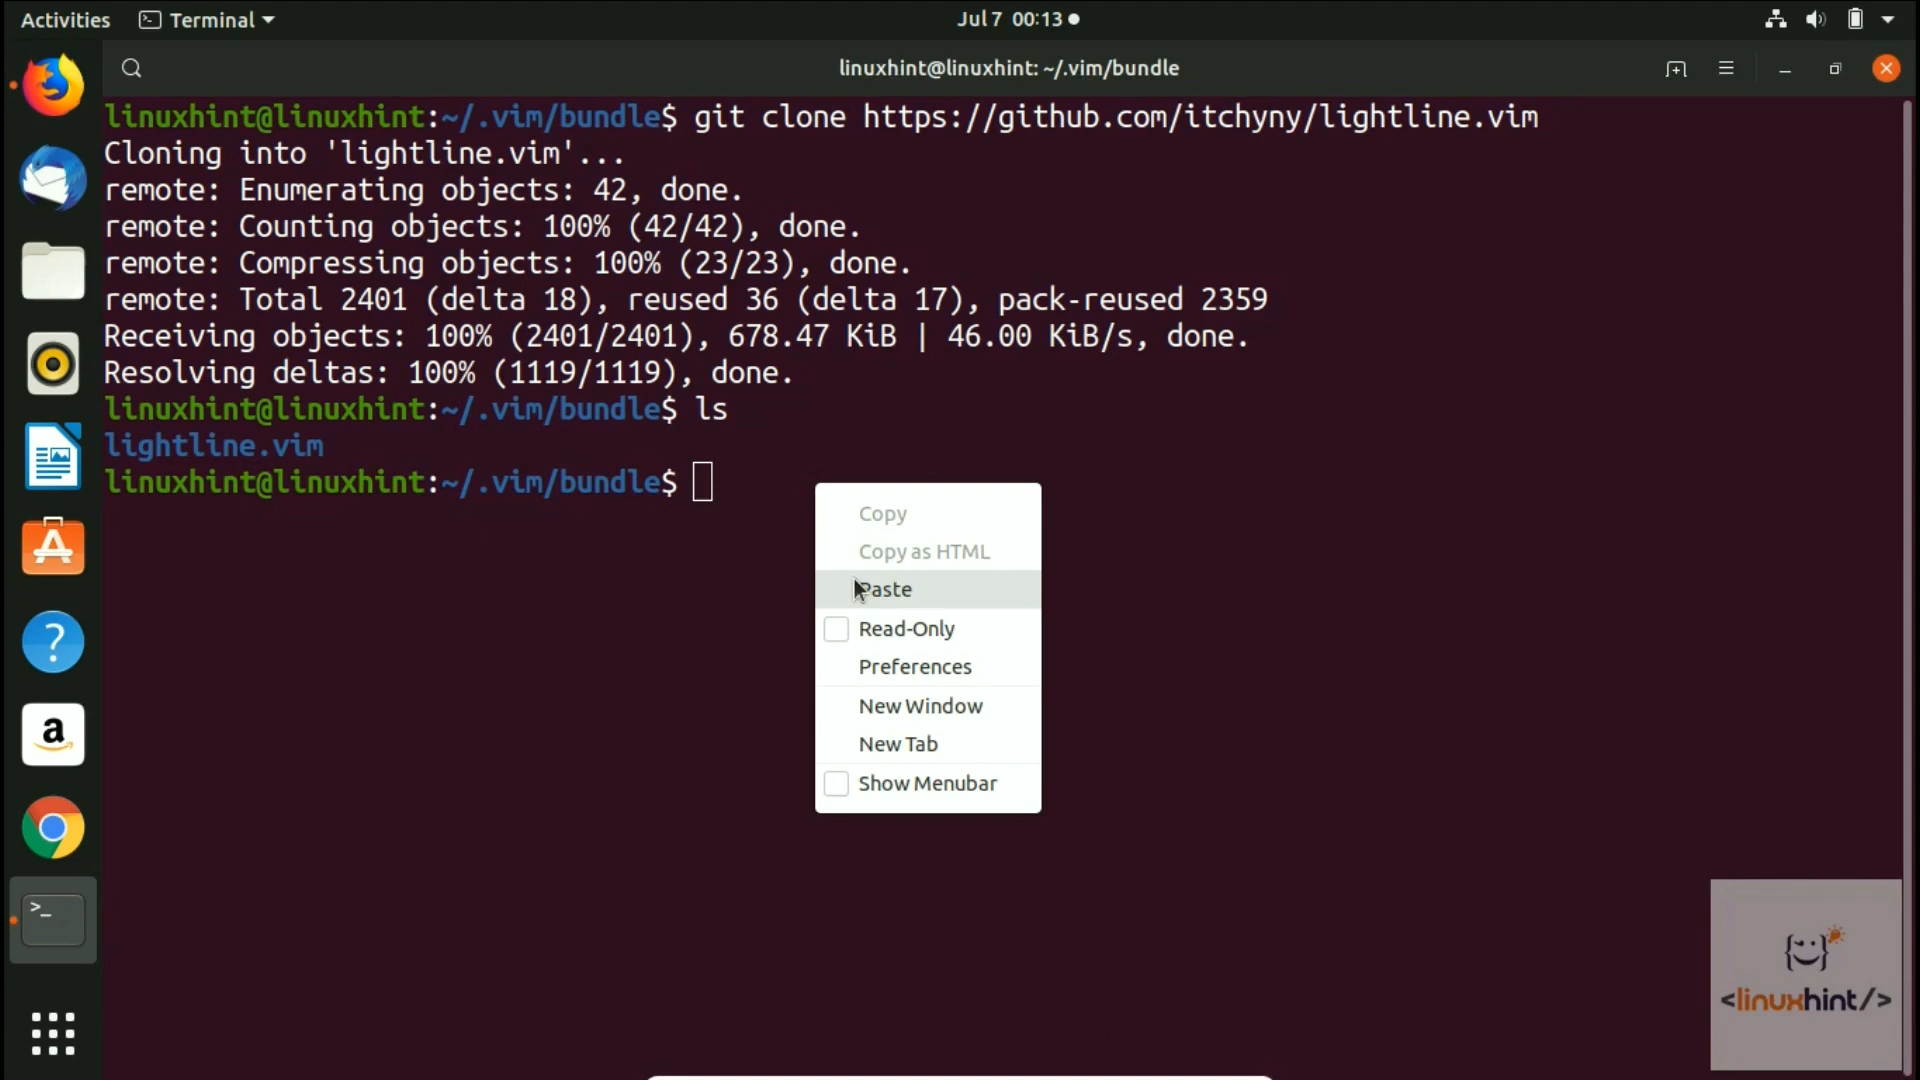 Activities
Terminal
Jul 7 00:13
linuxhint@linuxhint: ~/.vim/bundle
linuxhint@linuxhint:~/.vim/bundle$ git clone https://github.com/itchyny/lightline.vim
Cloning into 'lightline.vim'...
remote: Enumerating objects: 42, done.
remote: Counting objects: 100% (42/42), done.
remote: Compressing objects: 100% (23/23), done.
remote: Total 2401 (delta 18), reused 36 (delta 17), pack-reused 2359
Receiving objects: 100% (2401/2401), 678.47 KiB | 46.00 KiB/s, done.
Resolving deltas: 100% (1119/1119), done.
linuxhint@linuxhint:~/.vim/bundle$ ls
lightline.vim
linuxhint@linuxhint:~/.vim/bundle$
Copy
Copy as HTML
Paste
Read-Only
Preferences
New Window
New Tab
Show Menubar
<linuxhint/>